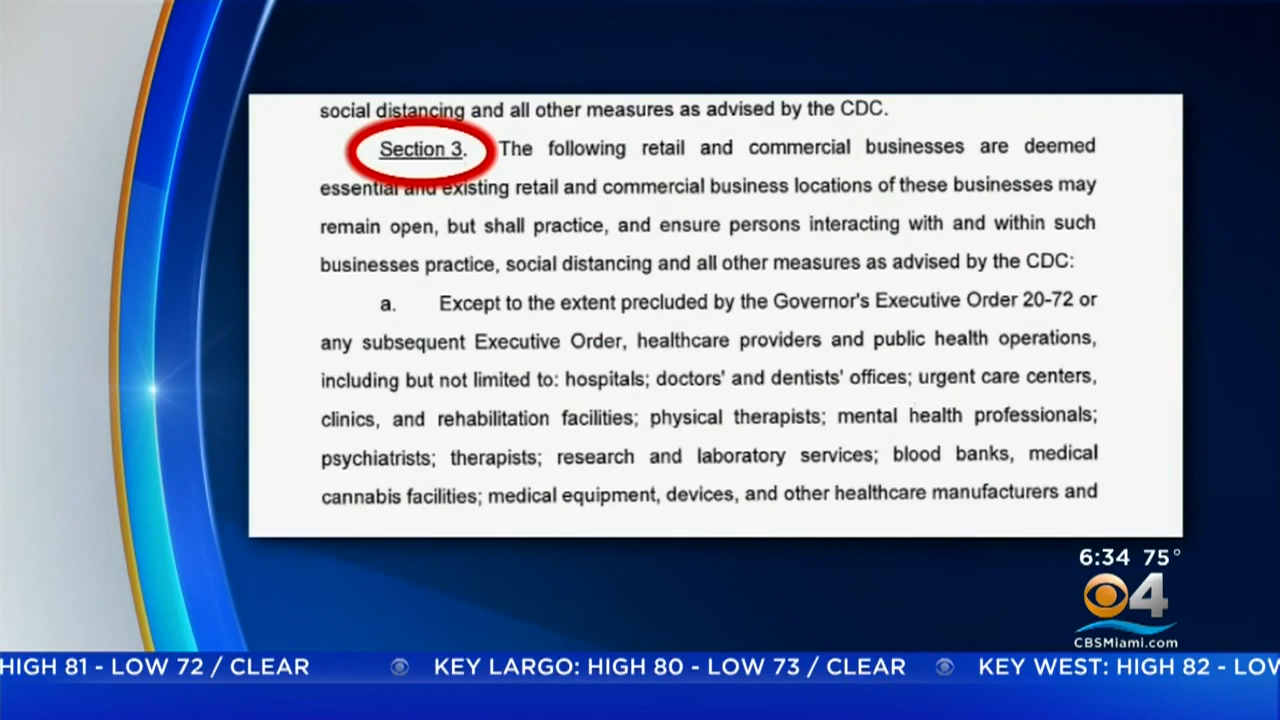 social distancing and all other measures as advised by the CDC.
Section 3. The following retail and commercial businesses are deemed
essential and existing retail and commercial business locations of these businesses may
remain open, but shall practice, and ensure persons interacting with and within such
businesses practice, social distancing and all other measures as advised by the CDC:
a. Except to the extent precluded by the Governor's Executive Order 20-72 or
any subsequent Executive Order, healthcare providers and public health operations,
including but not limited to: hospitals; doctors' and dentists' offices; urgent care centers,
clinics, and rehabilitation facilities; physical therapists; mental health professionals;
psychiatrists; therapists; research and laboratory services; blood banks, medical
cannabis facilities; medical equipment, devices, and other healthcare manufacturers and
6:34 75°
4
CBSMiami.com
HIGH 81 - LOW 72 / CLEAR KEY LARGO: HIGH 80 - LOW 73 / CLEAR KEY WEST: HIGH 82 - LOW